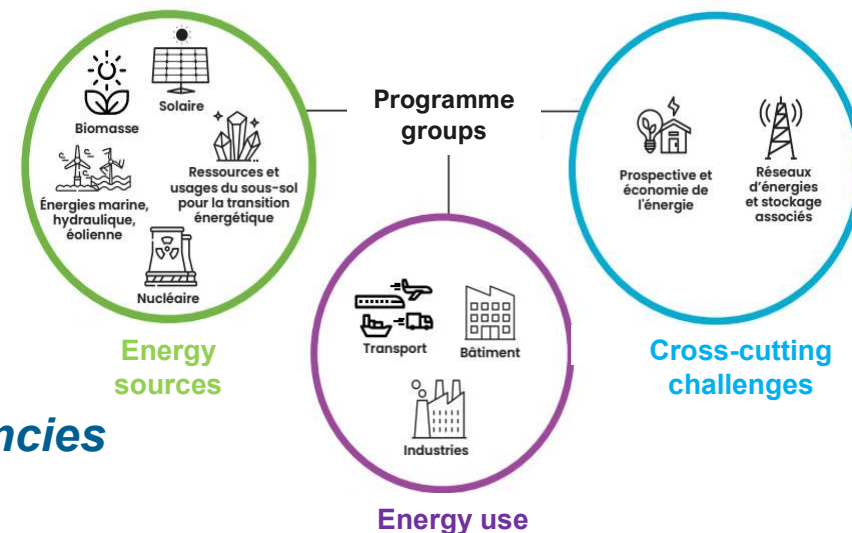 Programme
groups
Solaire
Biomasse
Ressources et
usages du sous-sol
pour la transition
énergétique
Énergies marine,
hydraulique,
éolienne
Nucléaire
Energy
sources
Transport
Bâtiment
Industries
Energy use
Prospective et
économie de
l'énergie
Réseaux
d'énergies
et stockage
associés
Cross-cutting
challenges
ncies